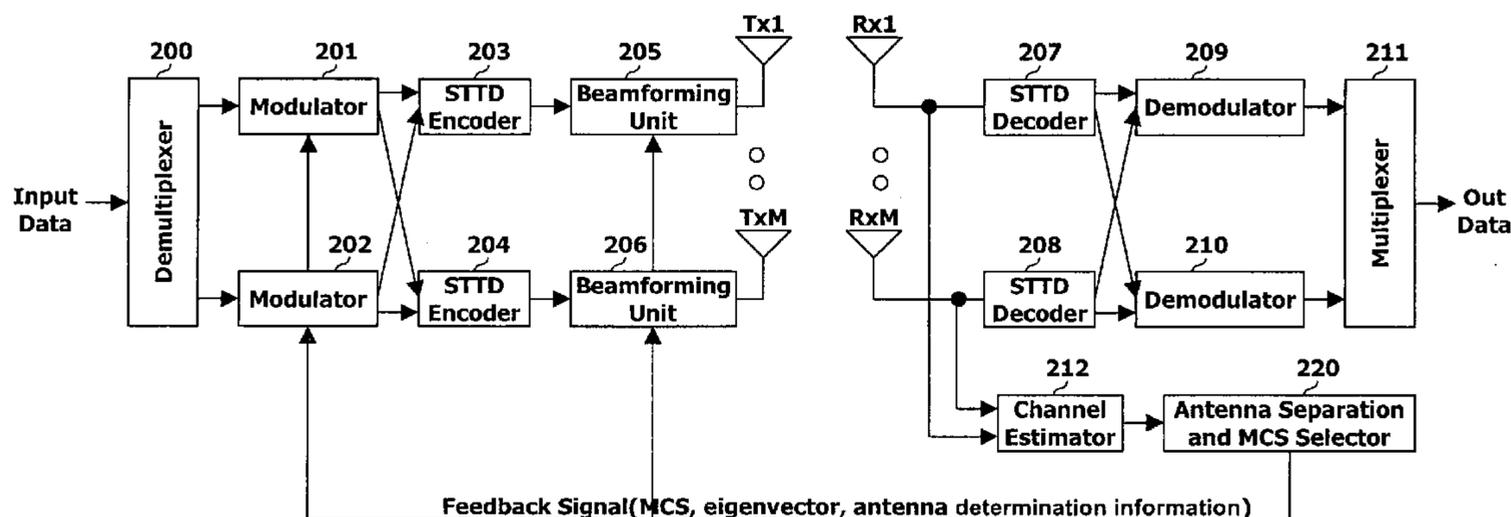 Tx1
Rx1
200
201
203
205
207
209
211
Modulator
STTD
Encoder
Beamforming
Unit
STTD
Decoder
Demodulator
Input
Data
Demultiplexer
Multiplexer
Out
Data
TxM
RxM
202
204
206
208
210
Modulator
STTD
Encoder
Beamforming
Unit
STTD
Decoder
Demodulator
212
220
Channel
Estimator
Antenna Separation
and MCS Selector
Feedback Signal(MCS, eigenvector, antenna determination information)